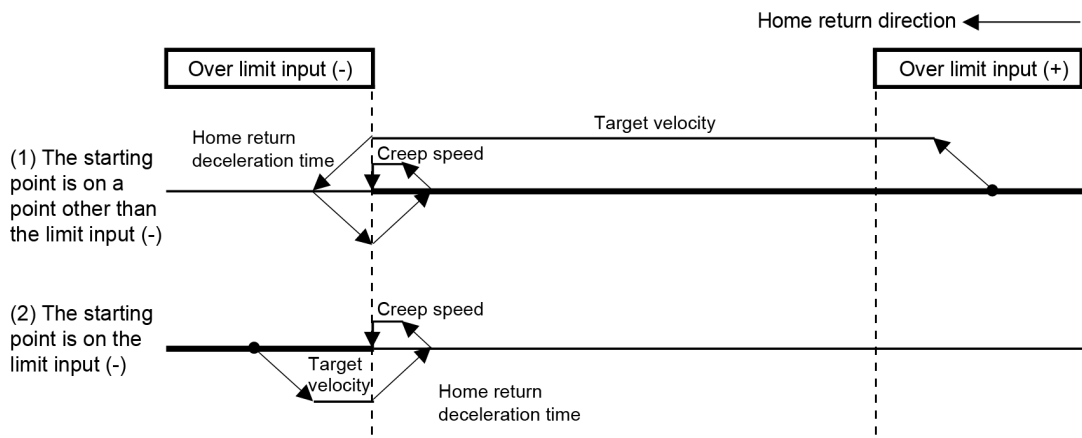 Home return direction
Over limit input (-)
Over limit input (+)
(1) The starting
point is on a
point other than
the limit input (-)
Home return
deceleration time
Target velocity
Creep speed
(2) The starting
point is on the
limit input (-)
Creep speed
Target
velocity
Home return
deceleration time